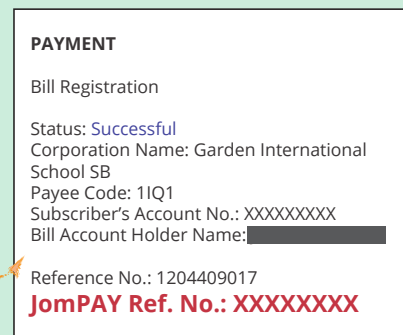 PAYMENT
Bill Registration
Status: Successful
Corporation Name: Garden International
School SB
Payee Code: 1IQ1
Subscriber's Account No.: XXXXXXXXX
Bill Account Holder Name:
Reference No.: 1204409017
JomPAY Ref. No.: XXXXXXXX